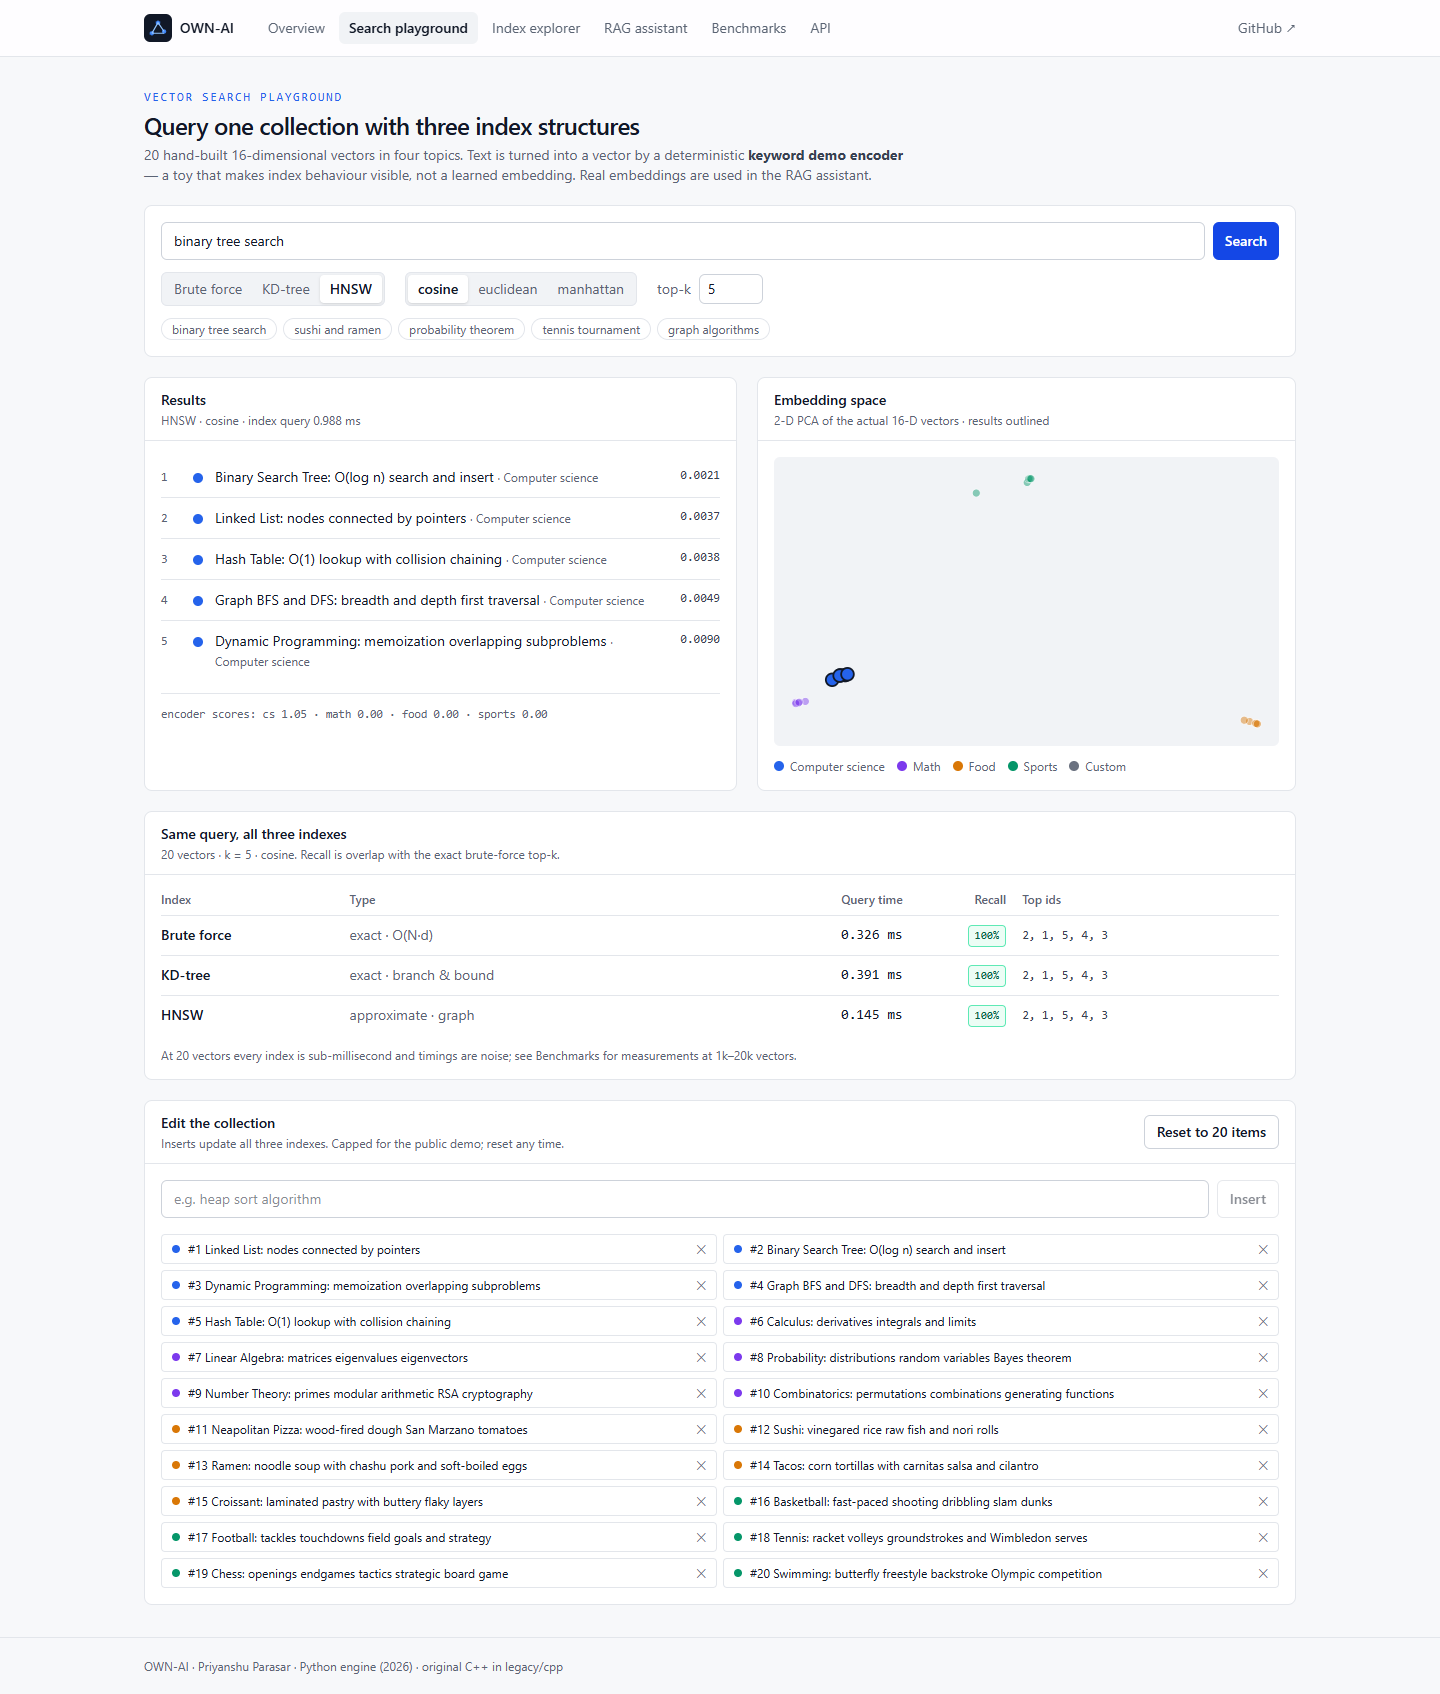 OWN-AI
Overview
Search playground
Index explorer
RAG assistant
Benchmarks
API
GitHub ↗
VECTOR SEARCH PLAYGROUND
Query one collection with three index structures
20 hand-built 16-dimensional vectors in four topics. Text is turned into a vector by a deterministic keyword demo encoder
— a toy that makes index behaviour visible, not a learned embedding. Real embeddings are used in the RAG assistant.
binary tree search
Search
Brute force KD-tree HNSW cosine euclidean manhattan top-k 5
binary tree search sushi and ramen probability theorem tennis tournament graph algorithms
Results
HNSW · cosine · index query 0.988 ms
1 Binary Search Tree: O(log n) search and insert · Computer science 0.0021
2 Linked List: nodes connected by pointers · Computer science 0.0037
3 Hash Table: O(1) lookup with collision chaining · Computer science 0.0038
4 Graph BFS and DFS: breadth and depth first traversal · Computer science 0.0049
5 Dynamic Programming: memoization overlapping subproblems · 0.0090
Computer science
encoder scores: cs 1.05 · math 0.00 · food 0.00 · sports 0.00
Embedding space
2-D PCA of the actual 16-D vectors · results outlined
Computer science Math Food Sports Custom
Same query, all three indexes
20 vectors · k = 5 · cosine. Recall is overlap with the exact brute-force top-k.
Index Type Query time Recall Top ids
Brute force exact · O(N·d) 0.326 ms 100% 2, 1, 5, 4, 3
KD-tree exact · branch & bound 0.391 ms 100% 2, 1, 5, 4, 3
HNSW approximate · graph 0.145 ms 100% 2, 1, 5, 4, 3
At 20 vectors every index is sub-millisecond and timings are noise; see Benchmarks for measurements at 1k–20k vectors.
Edit the collection
Inserts update all three indexes. Capped for the public demo; reset any time.
Reset to 20 items
e.g. heap sort algorithm
Insert
#1 Linked List: nodes connected by pointers
#2 Binary Search Tree: O(log n) search and insert
#3 Dynamic Programming: memoization overlapping subproblems
#4 Graph BFS and DFS: breadth and depth first traversal
#5 Hash Table: O(1) lookup with collision chaining
#6 Calculus: derivatives integrals and limits
#7 Linear Algebra: matrices eigenvalues eigenvectors
#8 Probability: distributions random variables Bayes theorem
#9 Number Theory: primes modular arithmetic RSA cryptography
#10 Combinatorics: permutations combinations generating functions
#11 Neapolitan Pizza: wood-fired dough San Marzano tomatoes
#12 Sushi: vinegared rice raw fish and nori rolls
#13 Ramen: noodle soup with chashu pork and soft-boiled eggs
#14 Tacos: corn tortillas with carnitas salsa and cilantro
#15 Croissant: laminated pastry with buttery flaky layers
#16 Basketball: fast-paced shooting dribbling slam dunks
#17 Football: tackles touchdowns field goals and strategy
#18 Tennis: racket volleys groundstrokes and Wimbledon serves
#19 Chess: openings endgames tactics strategic board game
#20 Swimming: butterfly freestyle backstroke Olympic competition
OWN-AI · Priyanshu Parasar · Python engine (2026) · original C++ in legacy/cpp